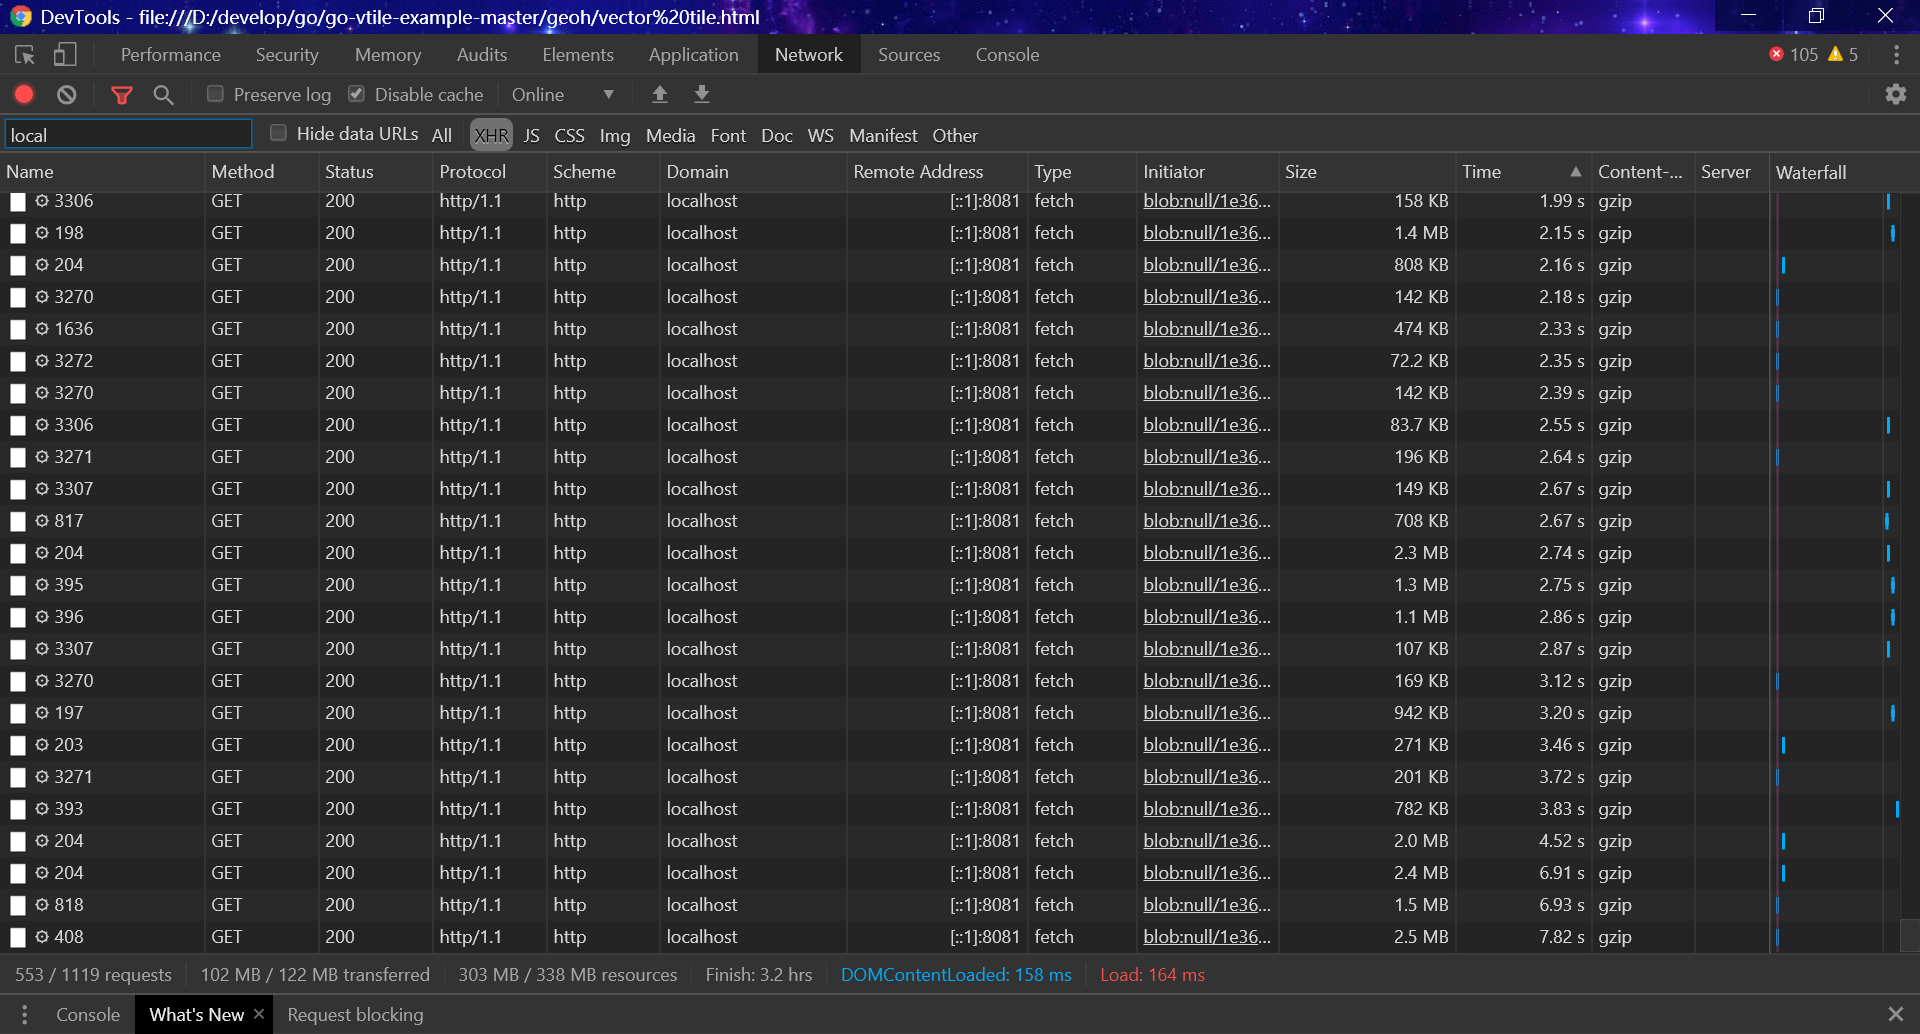 DevTools - file:///D:/develop/go/go-vtile-example-master/geoh/vector%20tile.html
Performance Security Memory Audits Elements Application Network Sources Console 105 5
Preserve log Disable cache Online
local Hide data URLs All XHR JS CSS Img Media Font Doc WS Manifest Other
Name Method Status Protocol Scheme Domain Remote Address Type Initiator Size Time Content-... Server Waterfall
3306 GET 200 http/1.1 http localhost [::1]:8081 fetch blob:null/1e36... 158 KB 1.99 s gzip
198 GET 200 http/1.1 http localhost [::1]:8081 fetch blob:null/1e36... 1.4 MB 2.15 s gzip
204 GET 200 http/1.1 http localhost [::1]:8081 fetch blob:null/1e36... 808 KB 2.16 s gzip
3270 GET 200 http/1.1 http localhost [::1]:8081 fetch blob:null/1e36... 142 KB 2.18 s gzip
1636 GET 200 http/1.1 http localhost [::1]:8081 fetch blob:null/1e36... 474 KB 2.33 s gzip
3272 GET 200 http/1.1 http localhost [::1]:8081 fetch blob:null/1e36... 72.2 KB 2.35 s gzip
3270 GET 200 http/1.1 http localhost [::1]:8081 fetch blob:null/1e36... 142 KB 2.39 s gzip
3306 GET 200 http/1.1 http localhost [::1]:8081 fetch blob:null/1e36... 83.7 KB 2.55 s gzip
3271 GET 200 http/1.1 http localhost [::1]:8081 fetch blob:null/1e36... 196 KB 2.64 s gzip
3307 GET 200 http/1.1 http localhost [::1]:8081 fetch blob:null/1e36... 149 KB 2.67 s gzip
817 GET 200 http/1.1 http localhost [::1]:8081 fetch blob:null/1e36... 708 KB 2.67 s gzip
204 GET 200 http/1.1 http localhost [::1]:8081 fetch blob:null/1e36... 2.3 MB 2.74 s gzip
395 GET 200 http/1.1 http localhost [::1]:8081 fetch blob:null/1e36... 1.3 MB 2.75 s gzip
396 GET 200 http/1.1 http localhost [::1]:8081 fetch blob:null/1e36... 1.1 MB 2.86 s gzip
3307 GET 200 http/1.1 http localhost [::1]:8081 fetch blob:null/1e36... 107 KB 2.87 s gzip
3270 GET 200 http/1.1 http localhost [::1]:8081 fetch blob:null/1e36... 169 KB 3.12 s gzip
197 GET 200 http/1.1 http localhost [::1]:8081 fetch blob:null/1e36... 942 KB 3.20 s gzip
203 GET 200 http/1.1 http localhost [::1]:8081 fetch blob:null/1e36... 271 KB 3.46 s gzip
3271 GET 200 http/1.1 http localhost [::1]:8081 fetch blob:null/1e36... 201 KB 3.72 s gzip
393 GET 200 http/1.1 http localhost [::1]:8081 fetch blob:null/1e36... 782 KB 3.83 s gzip
204 GET 200 http/1.1 http localhost [::1]:8081 fetch blob:null/1e36... 2.0 MB 4.52 s gzip
204 GET 200 http/1.1 http localhost [::1]:8081 fetch blob:null/1e36... 2.4 MB 6.91 s gzip
818 GET 200 http/1.1 http localhost [::1]:8081 fetch blob:null/1e36... 1.5 MB 6.93 s gzip
408 GET 200 http/1.1 http localhost [::1]:8081 fetch blob:null/1e36... 2.5 MB 7.82 s gzip
553 / 1119 requests 102 MB / 122 MB transferred 303 MB / 338 MB resources Finish: 3.2 hrs DOMContentLoaded: 158 ms Load: 164 ms
Console What's New Request blocking